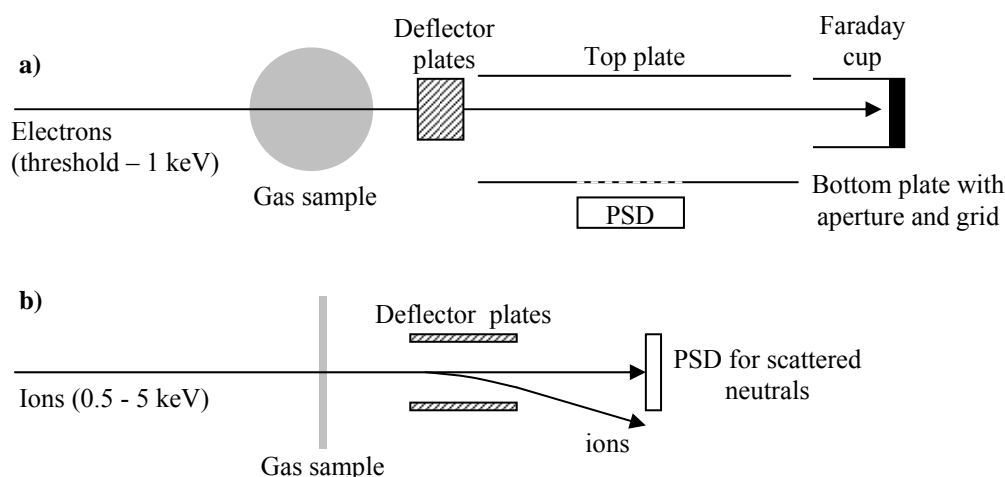 a)
Deflector
plates
Top plate
Faraday
cup
Electrons
(threshold – 1 keV)
Gas sample
PSD
Bottom plate with
aperture and grid
b)
Deflector plates
Ions (0.5 - 5 keV)
PSD for scattered
neutrals
ions
Gas sample